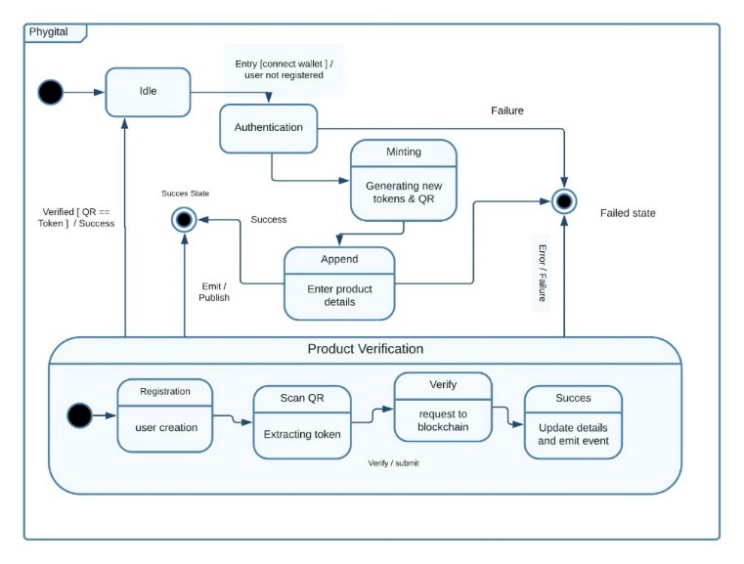 Phygital
Entry [connect wallet ] /
user not registered
Idle
Authentication
Failure
Minting
Generating new
tokens & QR
Succes State
Success
Failed state
Verified [ QR ==
Token ]  / Success
Append
Enter product
details
Emit /
Publish
Error / Failure
Product Verification
Registration
user creation
Scan QR
Extracting token
Verify
request to
blockchain
Succes
Update details
and emit event
Verify / submit